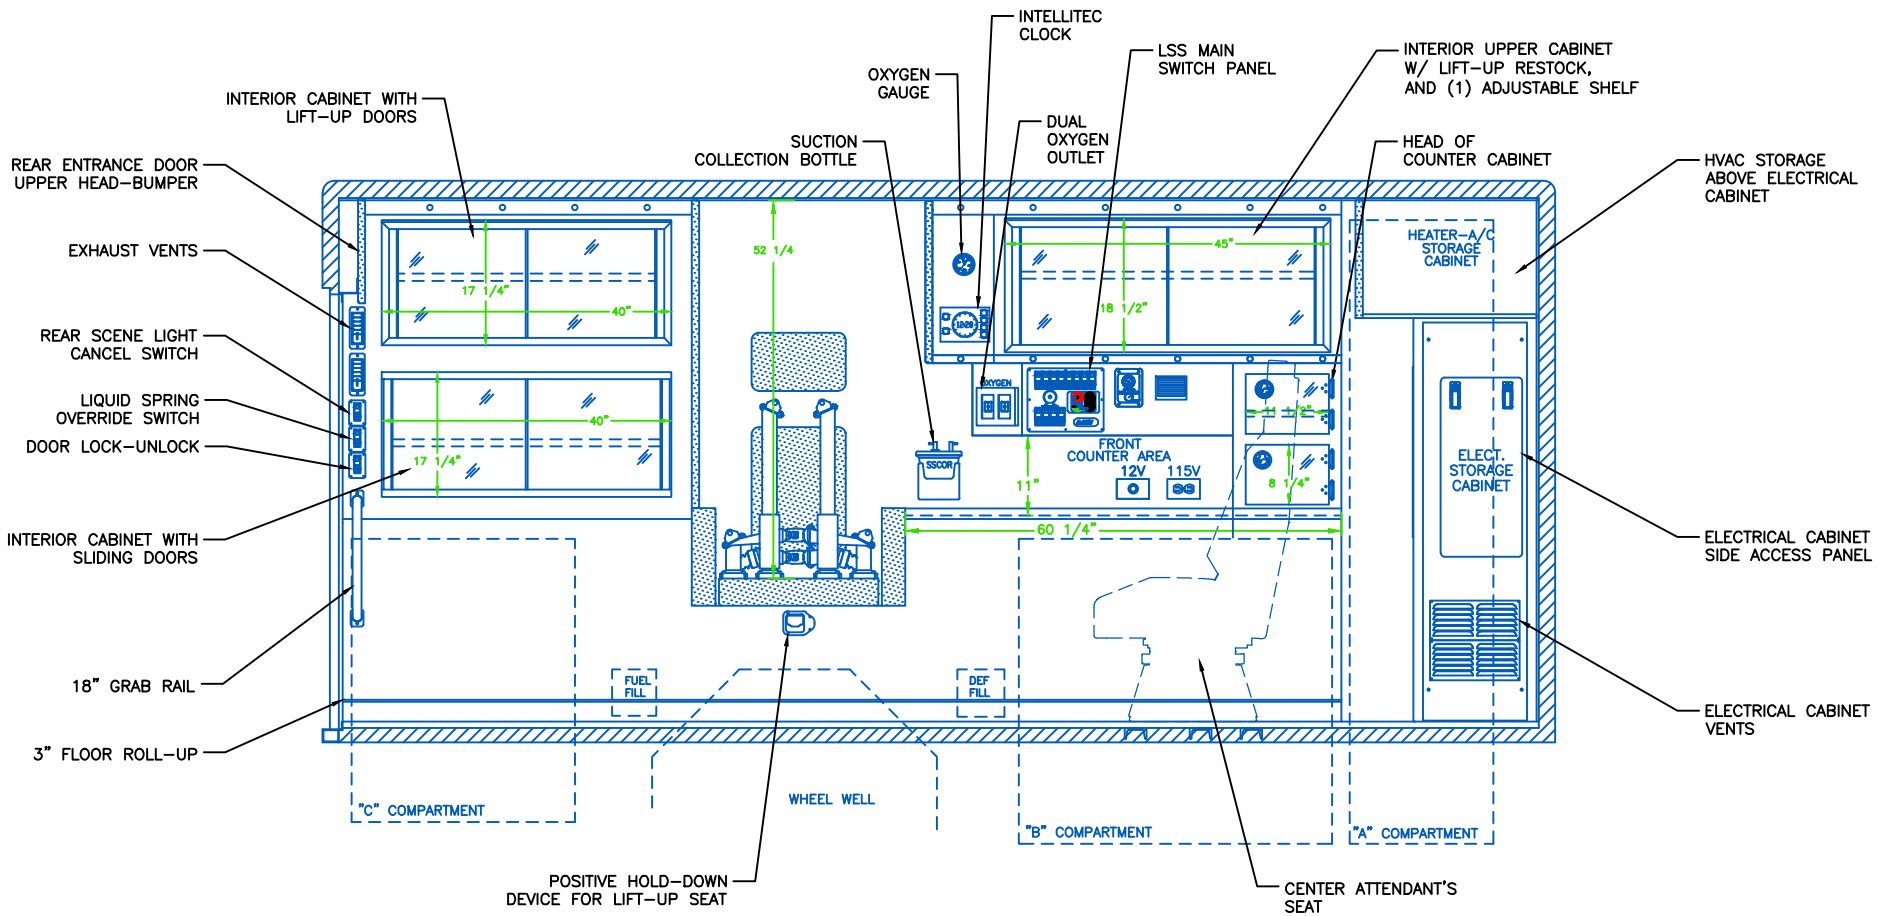 INTELLITEC
CLOCK
LSS MAIN
SWITCH PANEL
INTERIOR UPPER CABINET
W/ LIFT-UP RESTOCK,
AND (1) ADJUSTABLE SHELF
OXYGEN
GAUGE
INTERIOR CABINET WITH
LIFT-UP DOORS
DUAL
OXYGEN
OUTLET
SUCTION
COLLECTION BOTTLE
HEAD OF
COUNTER CABINET
REAR ENTRANCE DOOR
UPPER HEAD-BUMPER
HVAC STORAGE
ABOVE ELECTRICAL
CABINET
EXHAUST VENTS
52 1/4
45"
HEATER-A/C
STORAGE
CABINET
17 1/4"
40"
18 1/2"
REAR SCENE LIGHT
CANCEL SWITCH
OXYGEN
LIQUID SPRING
OVERRIDE SWITCH
40"
11 1/2"
DOOR LOCK-UNLOCK
17 1/4"
SSCOR
FRONT
COUNTER AREA
12V
115V
11"
8 1/4"
ELECT.
STORAGE
CABINET
INTERIOR CABINET WITH
SLIDING DOORS
60 1/4"
ELECTRICAL CABINET
SIDE ACCESS PANEL
18" GRAB RAIL
FUEL
FILL
DEF
FILL
ELECTRICAL CABINET
VENTS
3" FLOOR ROLL-UP
"C" COMPARTMENT
WHEEL WELL
"B" COMPARTMENT
"A" COMPARTMENT
POSITIVE HOLD-DOWN
DEVICE FOR LIFT-UP SEAT
CENTER ATTENDANT'S
SEAT